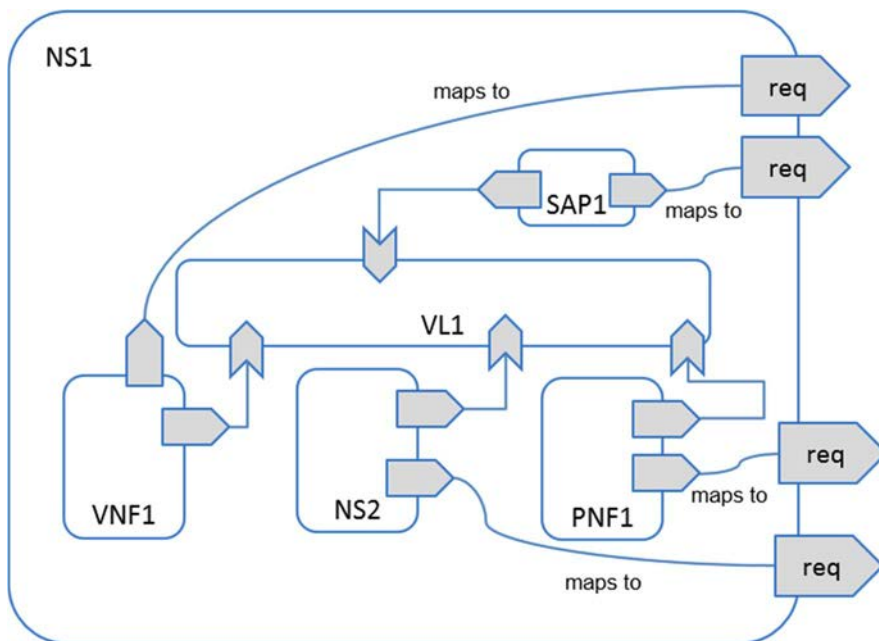 NS1
maps to
req
req
SAP1
maps to
VL1
VNF1
NS2
PNF1
maps to
req
maps to
req